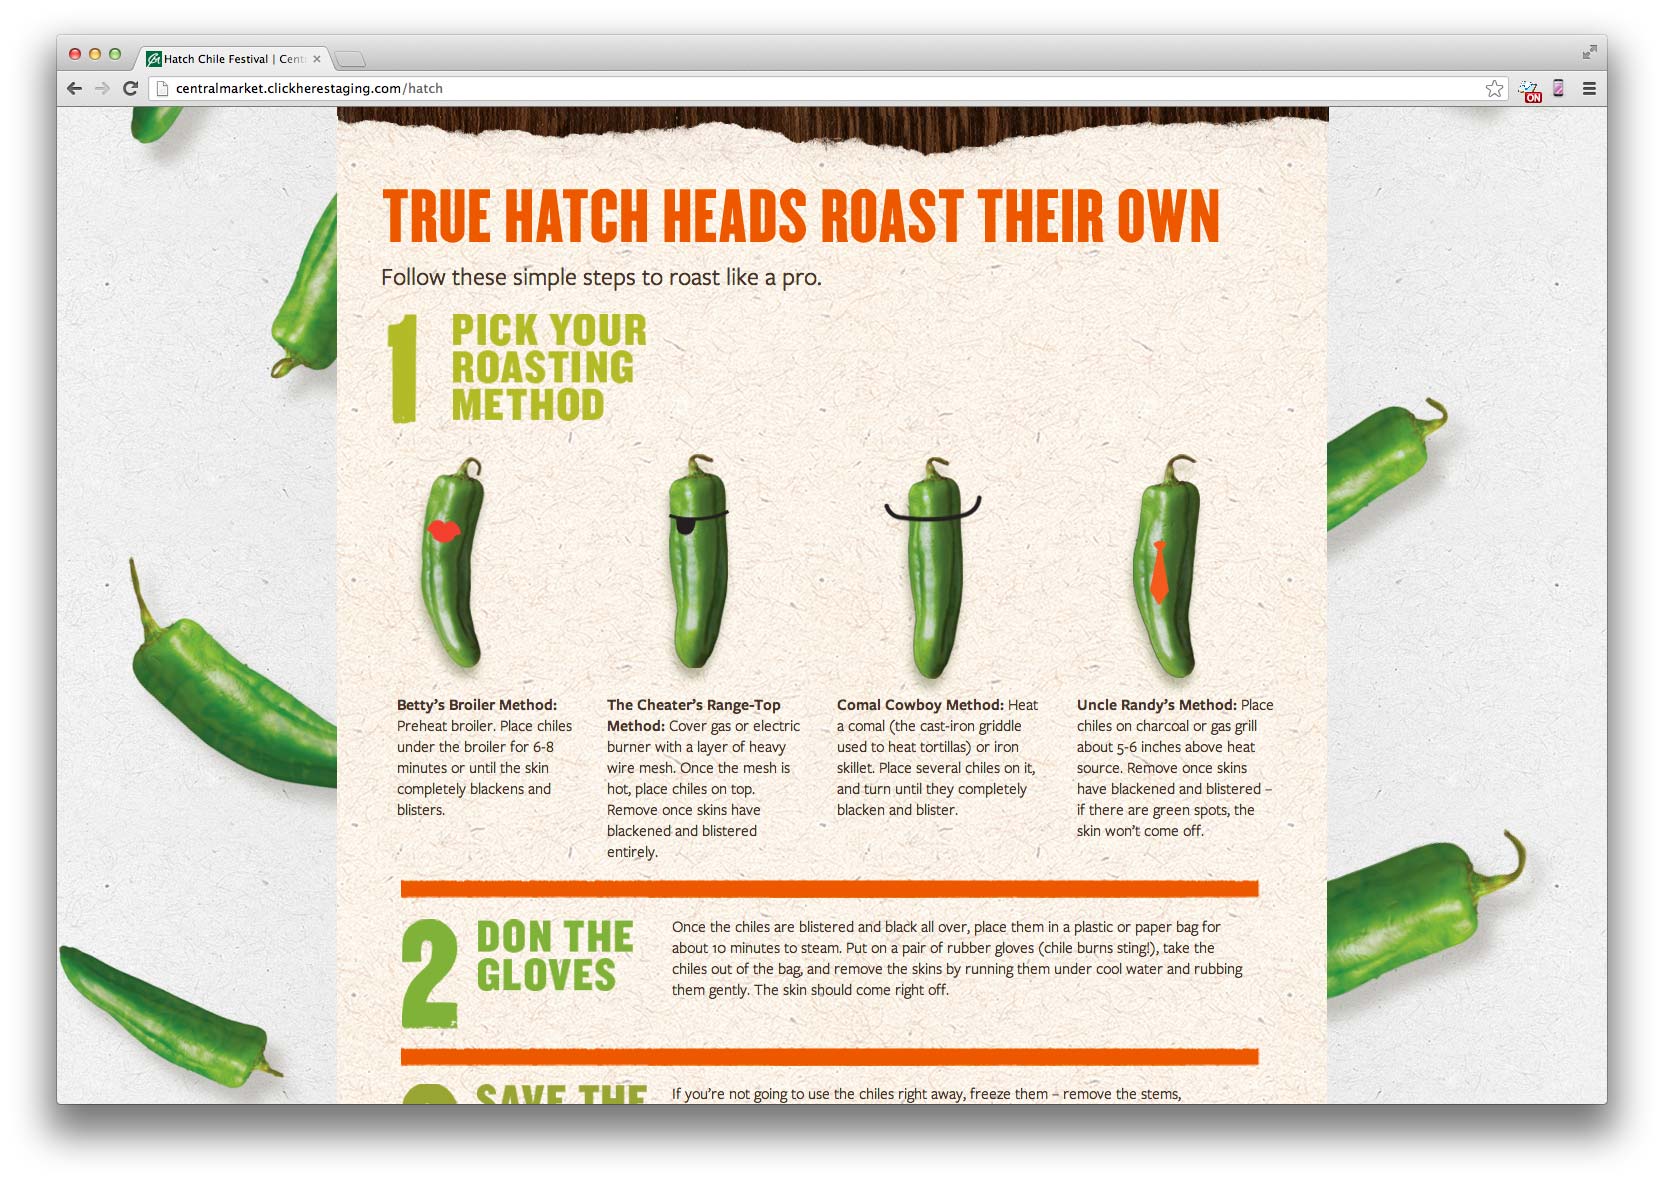 Hatch Chile Festival | Cent
centralmarket.clickherestaging.com/hatch
ON
TRUE HATCH HEADS ROAST THEIR OWN
Follow these simple steps to roast like a pro.
1
PICK YOUR
ROASTING
METHOD
Betty's Broiler Method:
Preheat broiler. Place chiles
under the broiler for 6-8
minutes or until the skin
completely blackens and
blisters.
The Cheater's Range-Top
Method: Cover gas or electric
burner with a layer of heavy
wire mesh. Once the mesh is
hot, place chiles on top.
Remove once skins have
blackened and blistered
entirely.
Comal Cowboy Method: Heat
a comal (the cast-iron griddle
used to heat tortillas) or iron
skillet. Place several chiles on it,
and turn until they completely
blacken and blister.
Uncle Randy's Method: Place
chiles on charcoal or gas grill
about 5-6 inches above heat
source. Remove once skins
have blackened and blistered –
if there are green spots, the
skin won't come off.
2
DON THE
GLOVES
Once the chiles are blistered and black all over, place them in a plastic or paper bag for
about 10 minutes to steam. Put on a pair of rubber gloves (chile burns sting!), take the
chiles out of the bag, and remove the skins by running them under cool water and rubbing
them gently. The skin should come right off.
SAVE THE
If you're not going to use the chiles right away, freeze them – remove the stems,